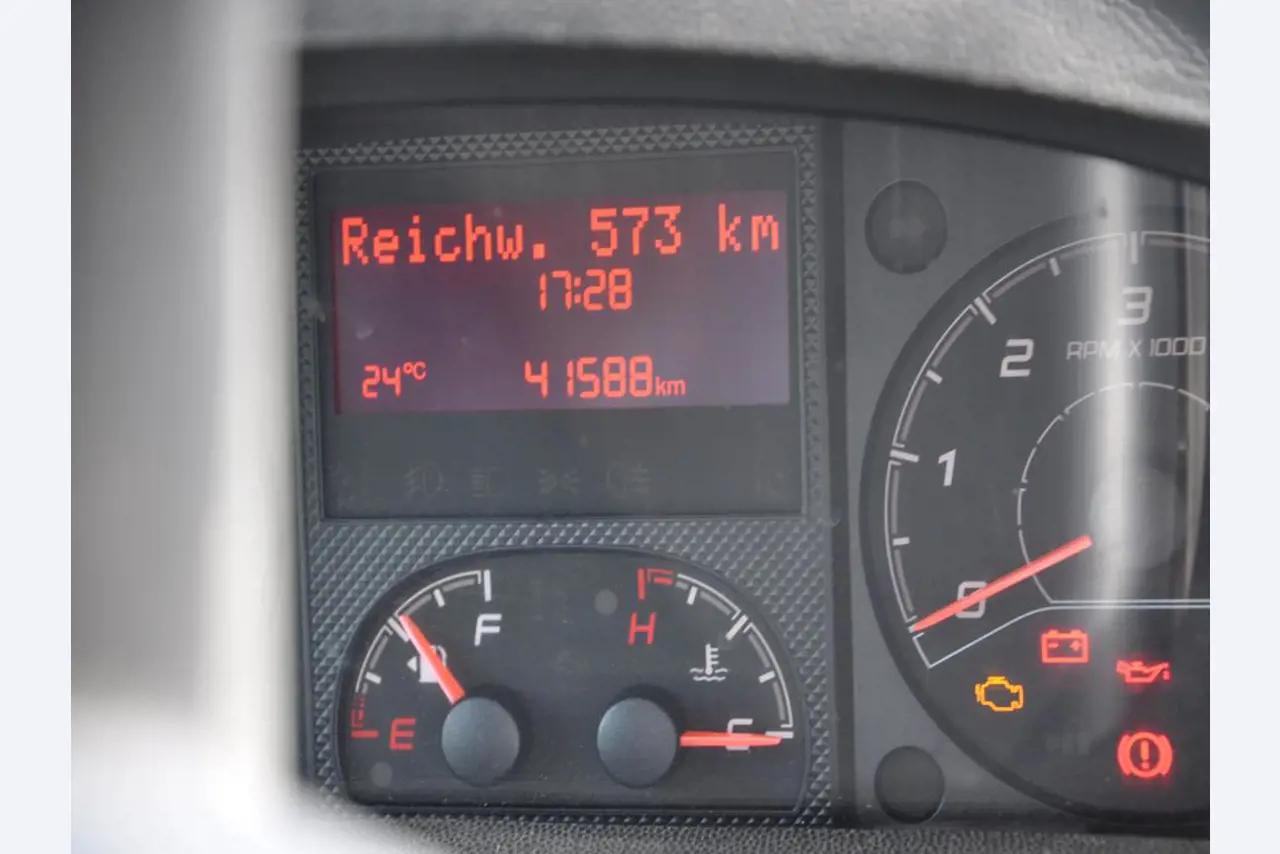 Reichw. 573 km
17:28
24°C 41588km
3
2 RPM X 1000
1
0
F H
E C